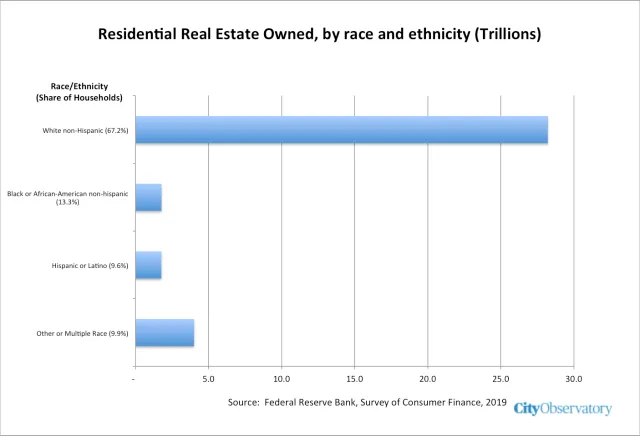 Residential Real Estate Owned, by race and ethnicity (Trillions)
Race/Ethnicity
(Share of Households)
White non-Hispanic (67.2%)
Black or African-American non-hispanic
(13.3%)
Hispanic or Latino (9.6%)
Other or Multiple Race (9.9%)
- 5.0 10.0 15.0 20.0 25.0 30.0
Source: Federal Reserve Bank, Survey of Consumer Finance, 2019
CityObservatory